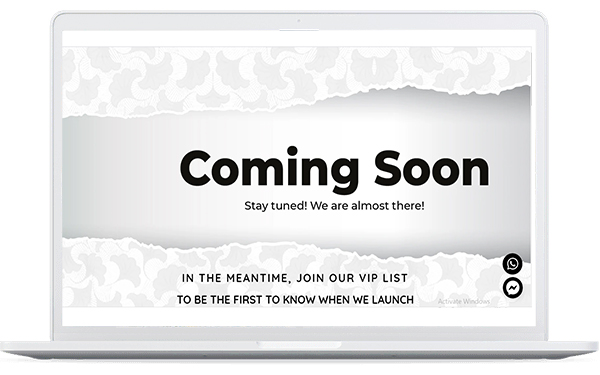 Coming Soon
Stay tuned! We are almost there!
IN THE MEANTIME, JOIN OUR VIP LIST
TO BE THE FIRST TO KNOW WHEN WE LAUNCH
Activate Windows